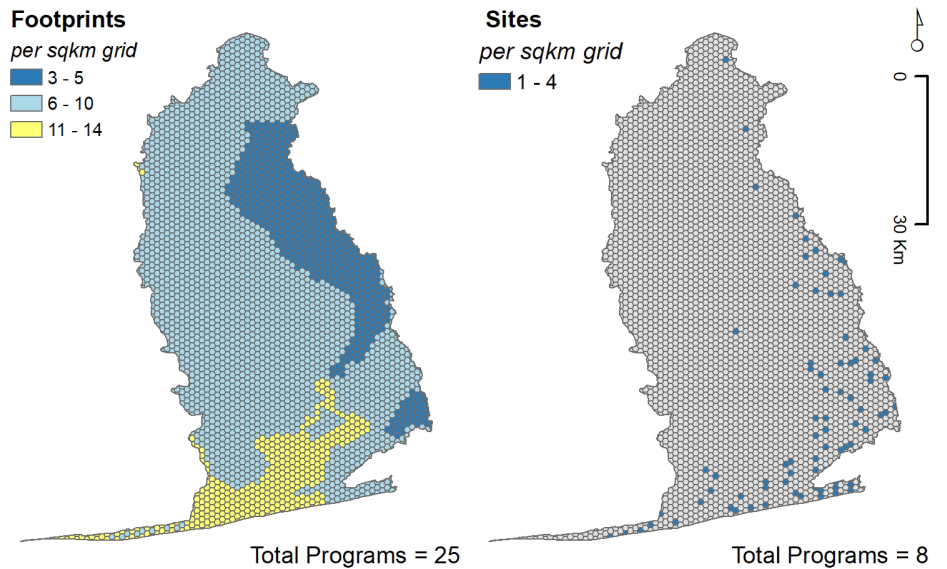 Footprints
per sqkm grid
3 - 5
6 - 10
11 - 14
Total Programs = 25
Sites
per sqkm grid
1 - 4
0
30 Km
Total Programs = 8